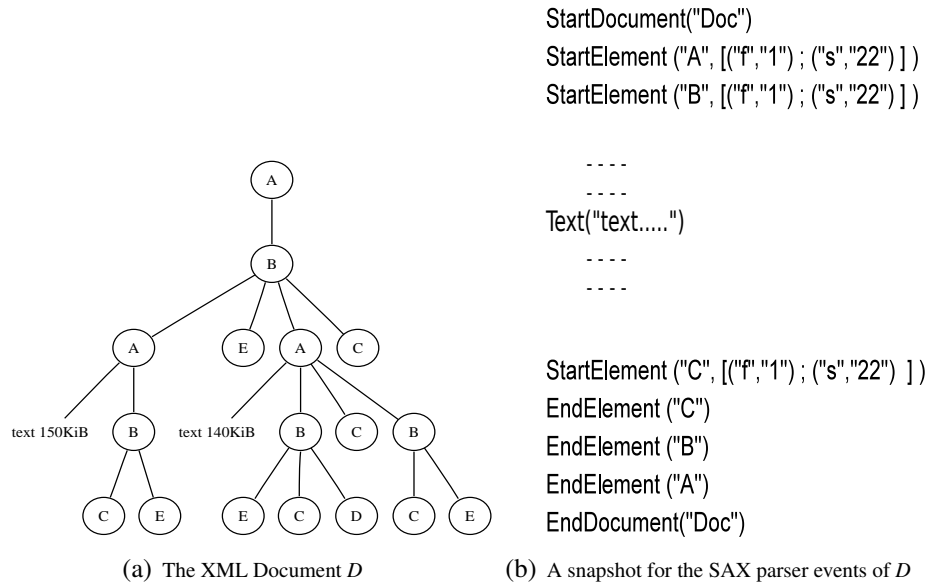 StartDocument("Doc")
StartElement ("A", [("f","1") ; ("s","22") ] )
StartElement ("B", [("f","1") ; ("s","22") ] )
- - - -
- - - -
Text("text.....")
- - - -
- - - -
StartElement ("C", [("f","1") ; ("s","22")  ] )
EndElement ("C")
EndElement ("B")
EndElement ("A")
EndDocument("Doc")
A
B
A E A C
text 150KiB B text 140KiB B C B
C E E C D C E
(a) The XML Document D
(b) A snapshot for the SAX parser events of D